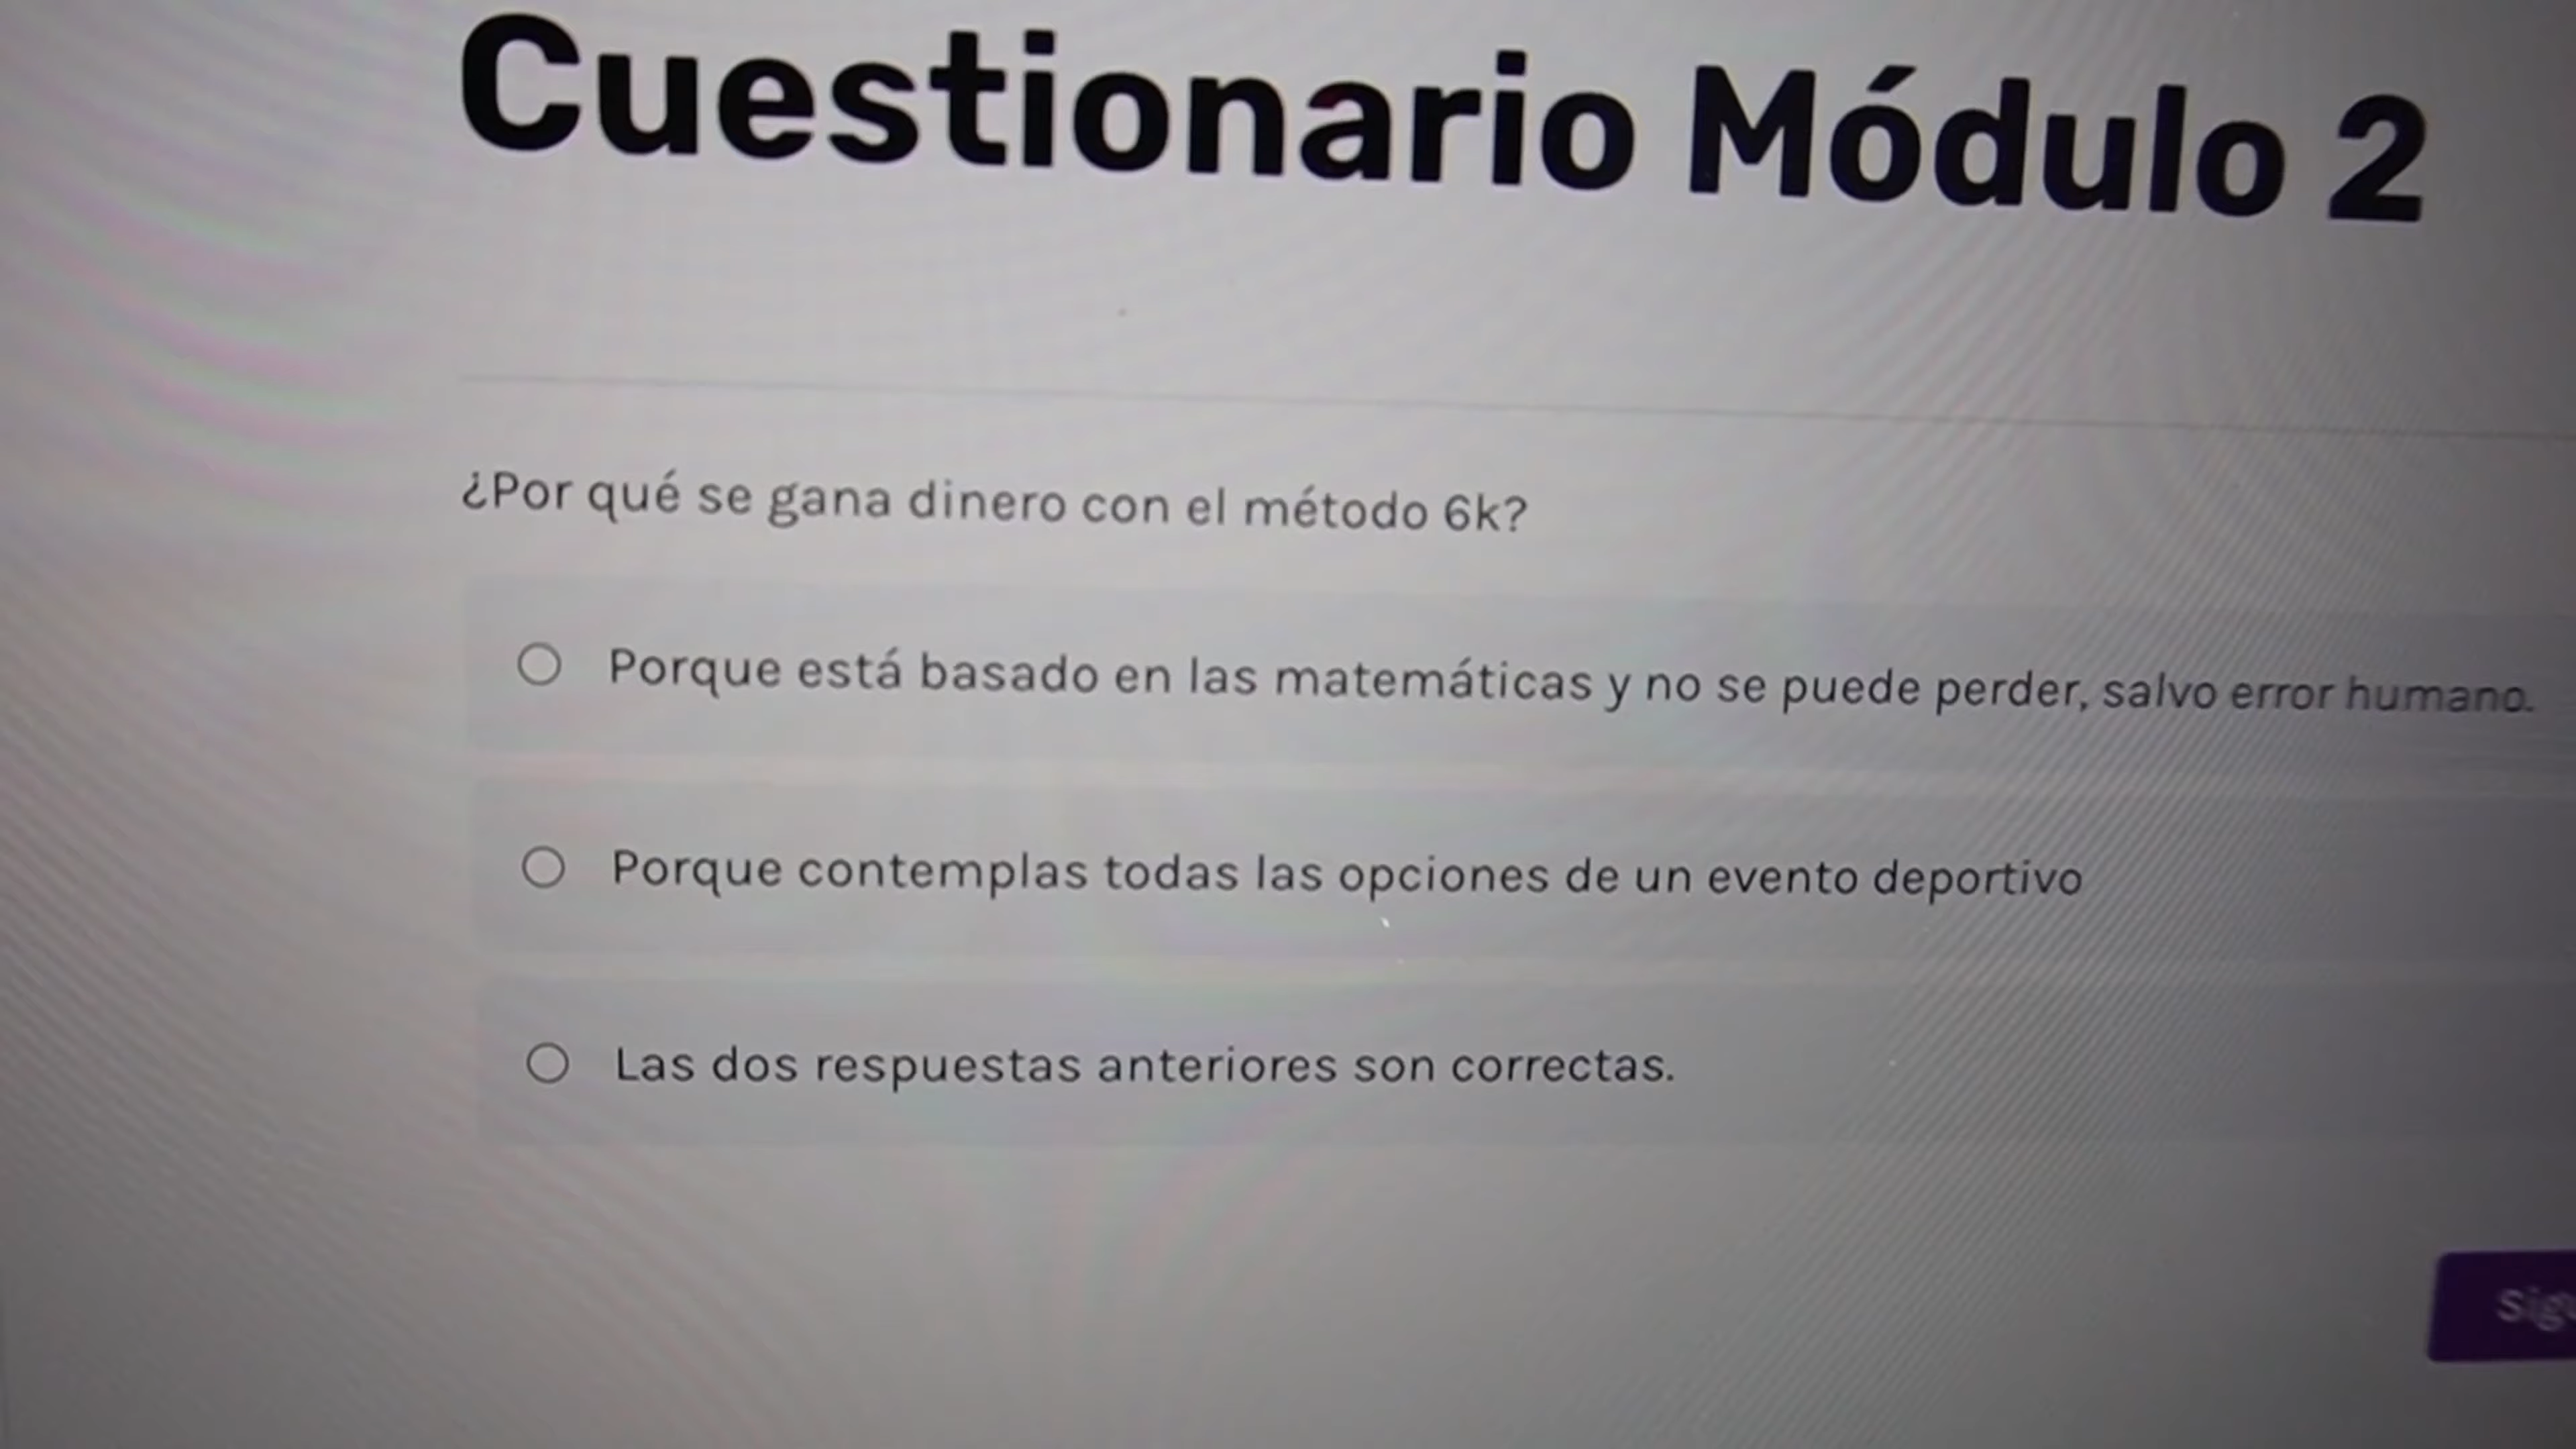 Cuestionario Módulo 2
¿Por qué se gana dinero con el método 6k?
Porque está basado en las matemáticas y no se puede perder, salvo error humano.
Porque contemplas todas las opciones de un evento deportivo
Las dos respuestas anteriores son correctas.